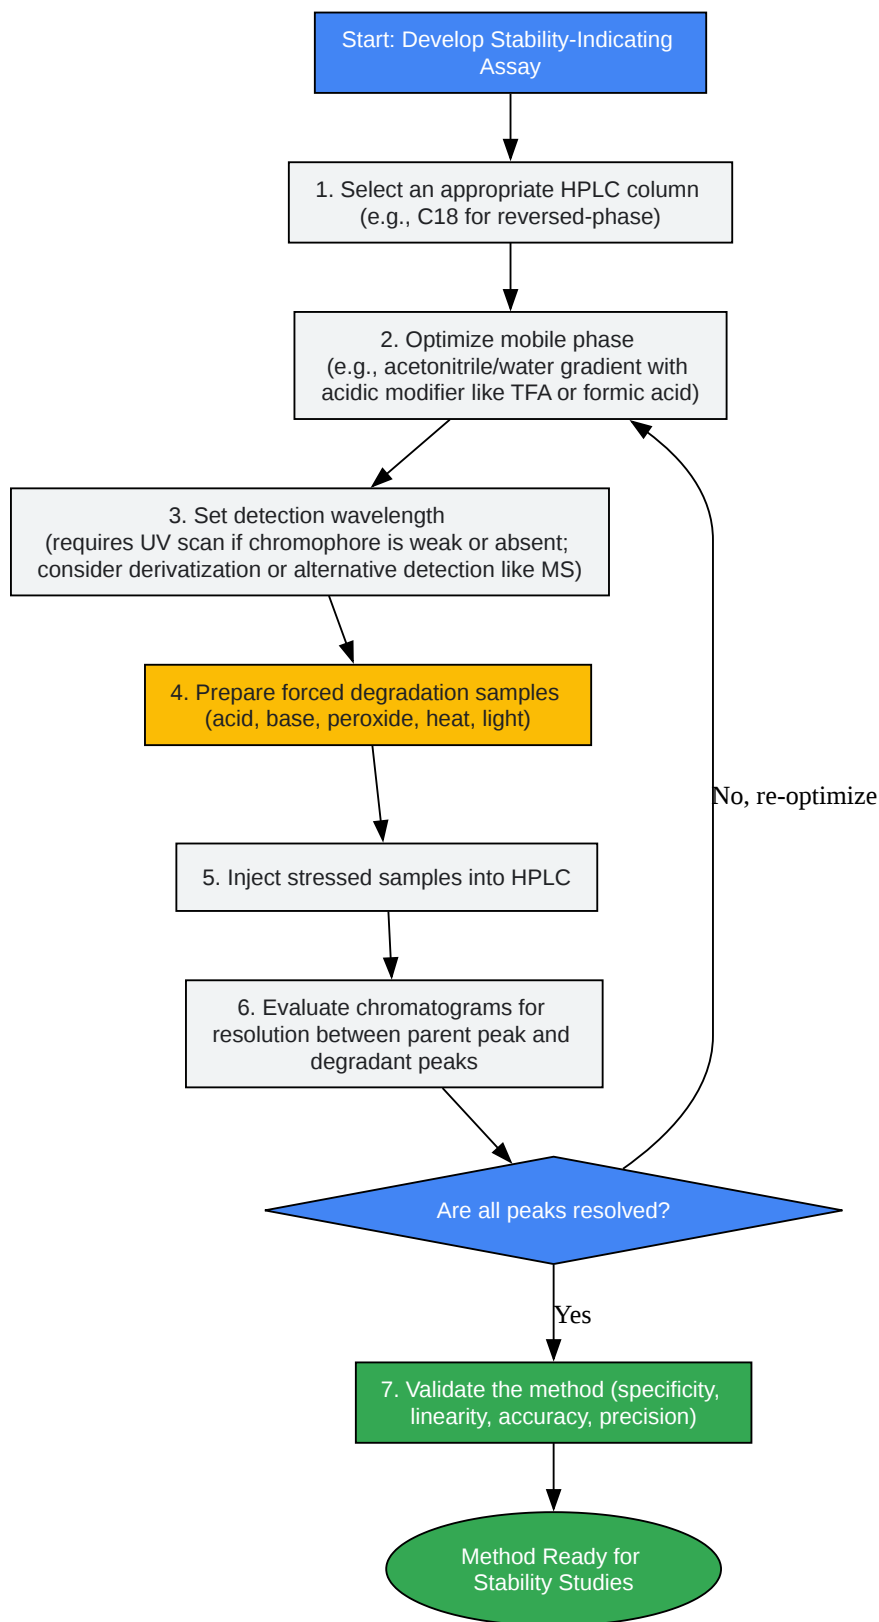 Start: Develop Stability-Indicating
Assay
1. Select an appropriate HPLC column
(e.g., C18 for reversed-phase)
2. Optimize mobile phase
(e.g., acetonitrile/water gradient with
acidic modifier like TFA or formic acid)
3. Set detection wavelength
(requires UV scan if chromophore is weak or absent;
consider derivatization or alternative detection like MS)
4. Prepare forced degradation samples
(acid, base, peroxide, heat, light)
No, re-optimize
5. Inject stressed samples into HPLC
6. Evaluate chromatograms for
resolution between parent peak and
degradant peaks
Are all peaks resolved?
Yes
7. Validate the method (specificity,
linearity, accuracy, precision)
Method Ready for
Stability Studies